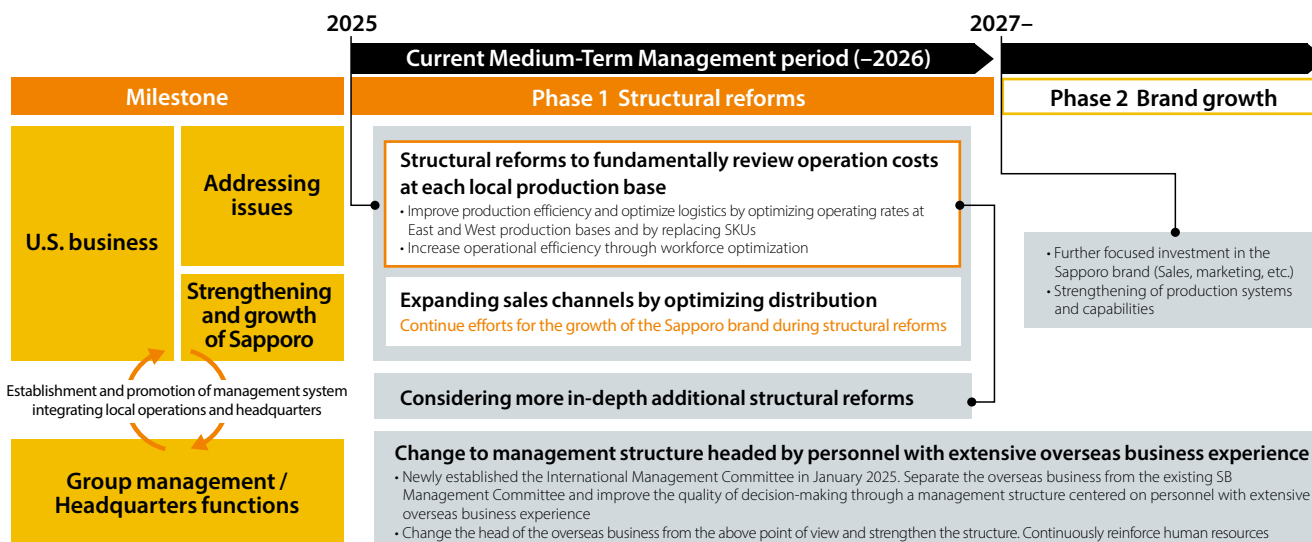 2025
2027–
Current Medium-Term Management period (–2026)
Milestone
Phase 1 Structural reforms
Phase 2 Brand growth
U.S. business
Addressing
issues
Strengthening
and growth
of Sapporo
Structural reforms to fundamentally review operation costs
at each local production base
• Improve production efficiency and optimize logistics by optimizing operating rates at
East and West production bases and by replacing SKUs
• Increase operational efficiency through workforce optimization
Expanding sales channels by optimizing distribution
Continue efforts for the growth of the Sapporo brand during structural reforms
• Further focused investment in the
Sapporo brand (Sales, marketing, etc.)
• Strengthening of production systems
and capabilities
Establishment and promotion of management system
integrating local operations and headquarters
Considering more in-depth additional structural reforms
Group management /
Headquarters functions
Change to management structure headed by personnel with extensive overseas business experience
• Newly established the International Management Committee in January 2025. Separate the overseas business from the existing SB
Management Committee and improve the quality of decision-making through a management structure centered on personnel with extensive
overseas business experience
• Change the head of the overseas business from the above point of view and strengthen the structure. Continuously reinforce human resources